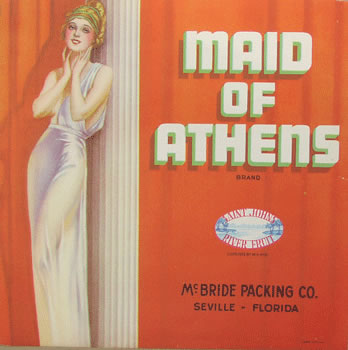 MAID
OF
ATHENS
BRAND
SAINT JOHNS
RIVER FRUIT
McBRIDE PACKING CO.
SEVILLE - FLORIDA